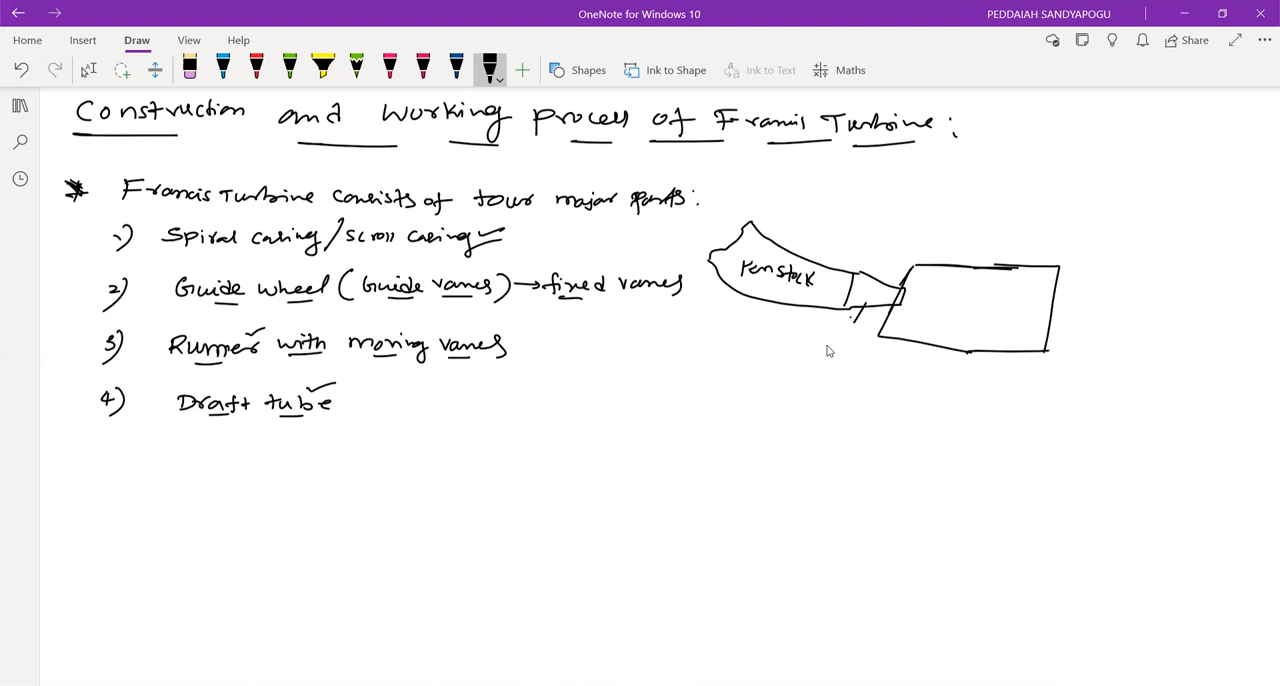 OneNote for Windows 10
PEDDAIAH SANDYAPOGU
Home Insert Draw View Help
Share
Shapes Ink to Shape Ink to Text Maths
Construction and Working Process of Francis Turbine:
* Francis Turbine consists of four major parts:
1) Spiral casing/scroll casing
2) Guide wheel (Guide vanes) → fixed vanes
3) Runner with moving vanes
4) Draft tube
Penstock